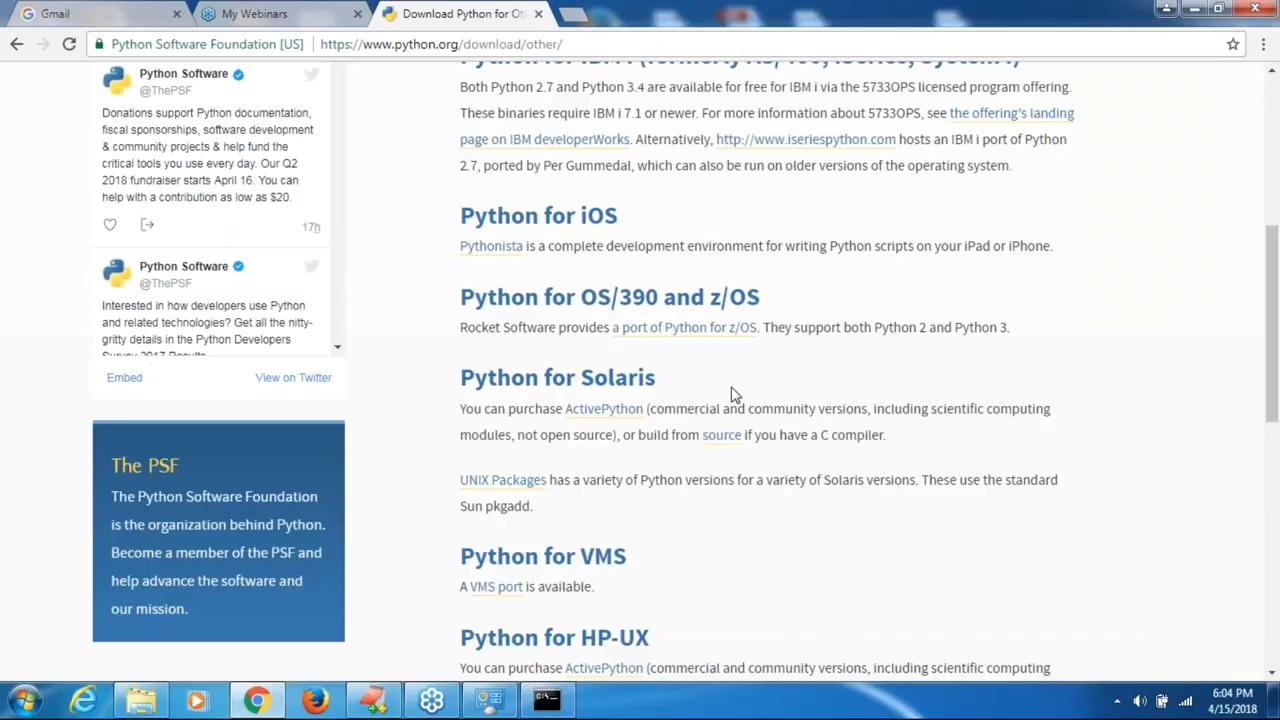 Gmail
My Webinars
Download Python for Ot
Python Software Foundation [US]
https://www.python.org/download/other/
Python Software
@ThePSF
Donations support Python documentation,
fiscal sponsorships, software development
& community projects & help fund the
critical tools you use every day. Our Q2
2018 fundraiser starts April 16. You can
help with a contribution as low as $20.
17h
Python Software
@ThePSF
Interested in how developers use Python
and related technologies? Get all the nitty-
gritty details in the Python Developers
Survey 2017 Results
Embed
View on Twitter
The PSF
The Python Software Foundation
is the organization behind Python.
Become a member of the PSF and
help advance the software and
our mission.
Python for IBM i (formerly AS/400, iSeries, System i)
Both Python 2.7 and Python 3.4 are available for free for IBM i via the 5733OPS licensed program offering.
These binaries require IBM i 7.1 or newer. For more information about 5733OPS, see the offering's landing
page on IBM developerWorks. Alternatively, http://www.iseriespython.com hosts an IBM i port of Python
2.7, ported by Per Gummedal, which can also be run on older versions of the operating system.
Python for iOS
Pythonista is a complete development environment for writing Python scripts on your iPad or iPhone.
Python for OS/390 and z/OS
Rocket Software provides a port of Python for z/OS. They support both Python 2 and Python 3.
Python for Solaris
You can purchase ActivePython (commercial and community versions, including scientific computing
modules, not open source), or build from source if you have a C compiler.
UNIX Packages has a variety of Python versions for a variety of Solaris versions. These use the standard
Sun pkgadd.
Python for VMS
A VMS port is available.
Python for HP-UX
You can purchase ActivePython (commercial and community versions, including scientific computing
6:04 PM
4/15/2018